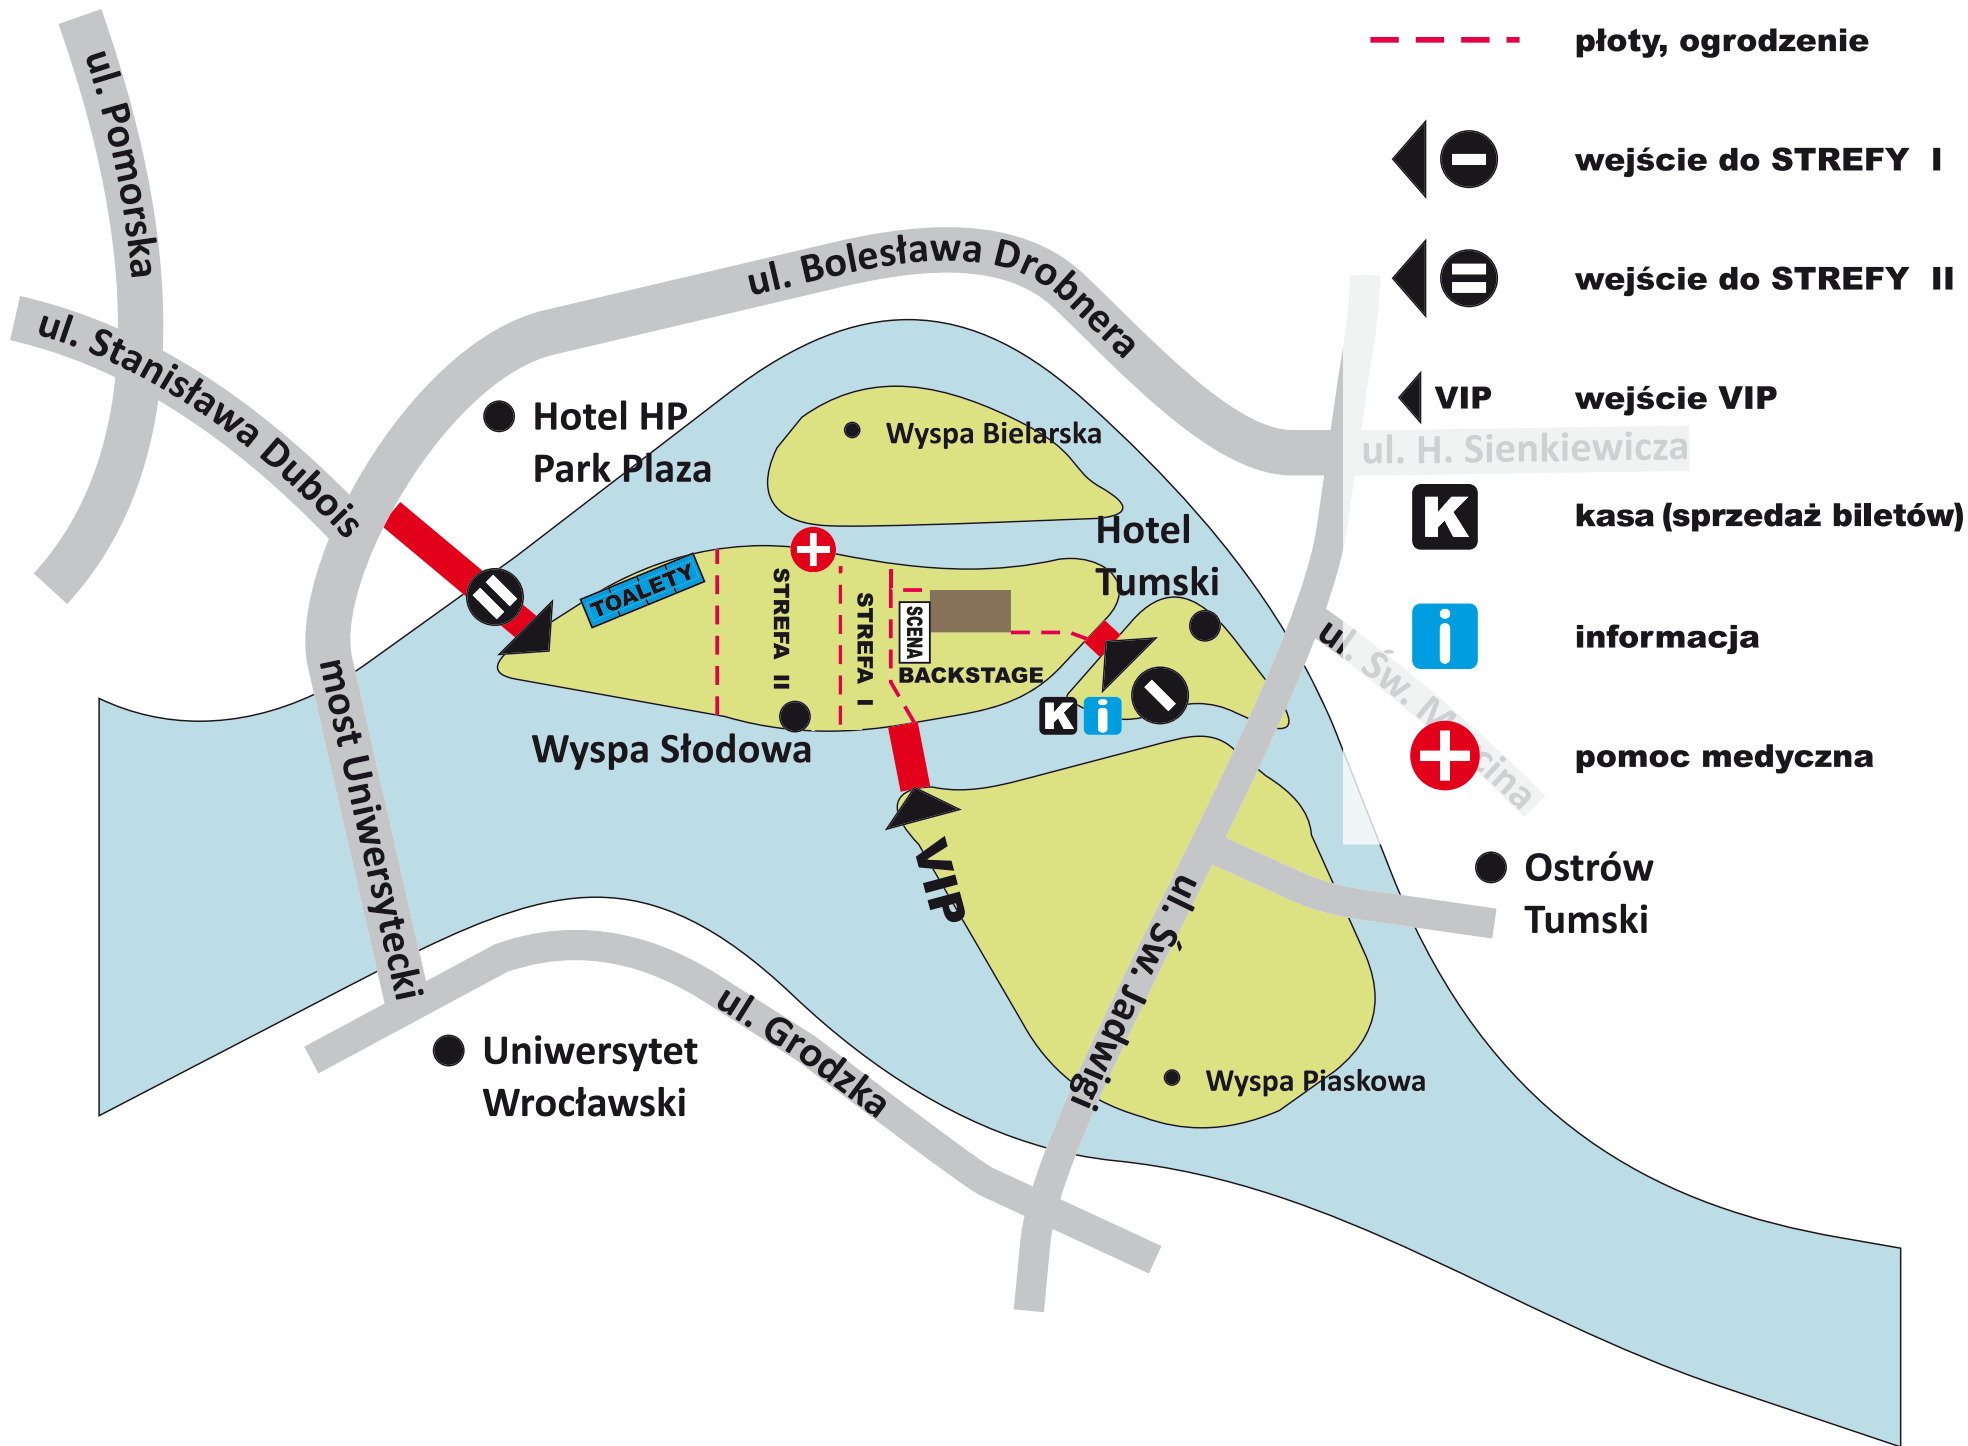 płoty, ogrodzenie
wejście do STREFY I
wejście do STREFY II
VIP wejście VIP
K kasa (sprzedaż biletów)
i informacja
pomoc medyczna
ul. Pomorska
ul. Stanisława Dubois
ul. Bolesława Drobnera
ul. H. Sienkiewicza
ul. Św.
Hotel HP
Park Plaza
Wyspa Bielarska
Hotel
Tumski
TOALETY
STREFA II
STREFA I
SCENA
BACKSTAGE
K i
Wyspa Słodowa
VIP
most Uniwersytecki
Ostrów
Tumski
ul. Św. Jadwigi
ul. Grodzka
Uniwersytet
Wrocławski
Wyspa Piaskowa